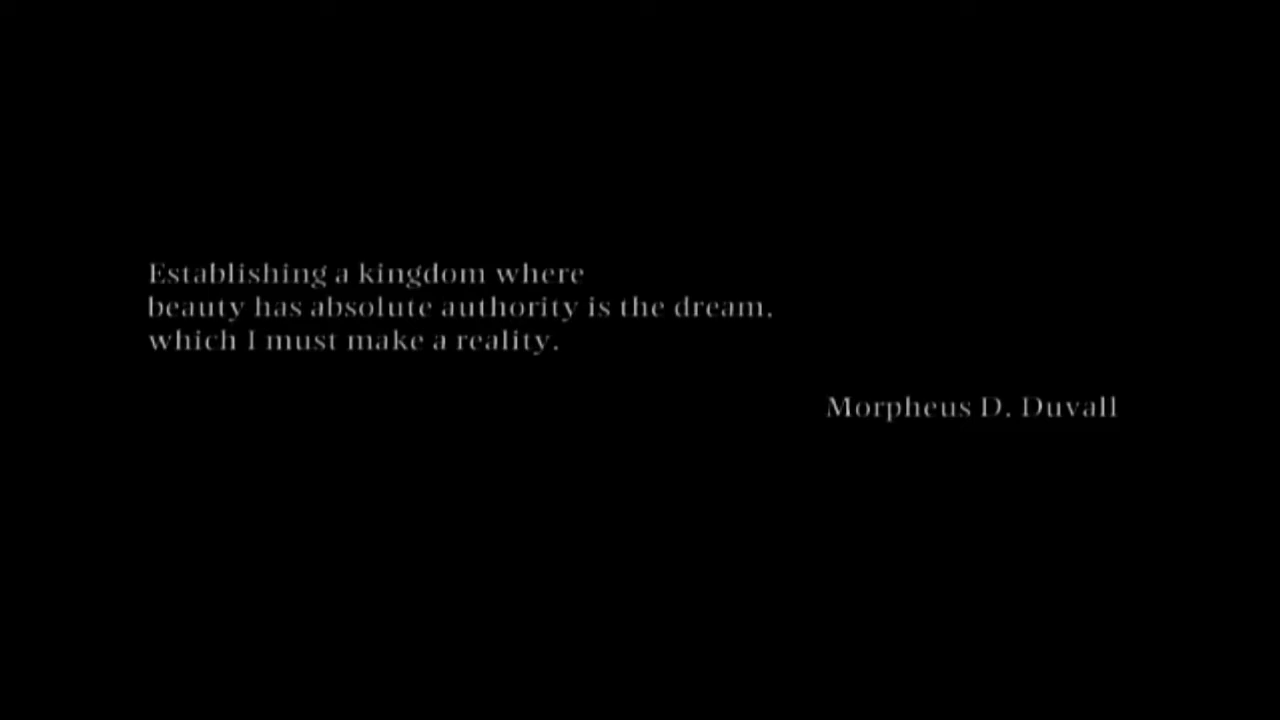 Establishing a kingdom where
beauty has absolute authority is the dream,
which I must make a reality.
Morpheus D. Duvall